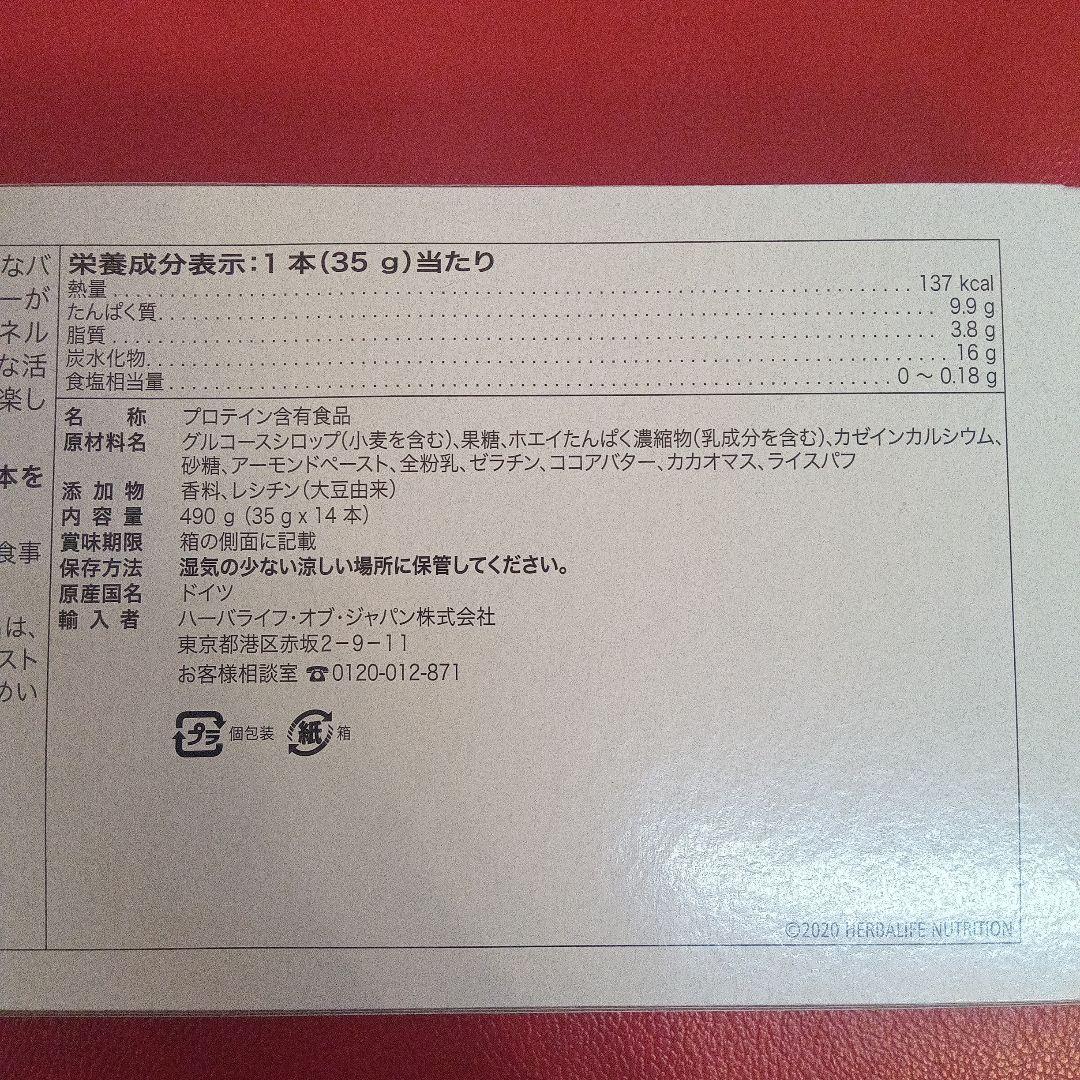 なバ
ーが
ネル
な活
楽し
本を
食事
は、
スト
めい
栄養成分表示:1 本(35 g)当たり
熱量 137 kcal
たんぱく質 9.9 g
脂質 3.8 g
炭水化物 16 g
食塩相当量 0 ~ 0.18 g
名 称 プロテイン含有食品
原材料名 グルコースシロップ(小麦を含む)、果糖、ホエイたんぱく濃縮物(乳成分を含む)、カゼインカルシウム、
砂糖、アーモンドペースト、全粉乳、ゼラチン、ココアバター、カカオマス、ライスパフ
添 加 物 香料、レシチン(大豆由来)
内 容 量 490 g (35 g x 14 本)
賞味期限 箱の側面に記載
保存方法 湿気の少ない涼しい場所に保管してください。
原産国名 ドイツ
輸 入 者 ハーバライフ・オブ・ジャパン株式会社
東京都港区赤坂2-9-11
お客様相談室 ☎0120-012-871
プラ 個包装 紙 箱
©2020 HERBALIFE NUTRITION